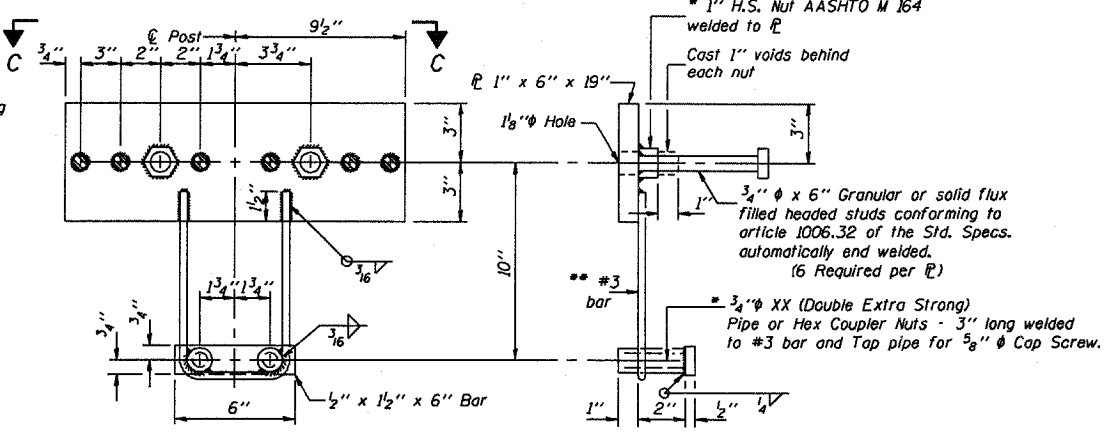 * 1" H.S. Nut AASHTO M 164
welded to ℞
Cast 1" voids behind
each nut
℄ Post
9½"
C
C
¾"
3"
2"
2"
1¾"
3¾"
℞ 1" x 6" x 19"
1⅛"ϕ Hole
3"
3"
3"
1½"
3/16
1"
¾" ϕ x 6" Granular or solid flux
filled headed studs conforming to
article 1006.32 of the Std. Specs.
automatically end welded.
(6 Required per ℞)
10"
** #3
bar
1¾"
1¾"
¾"
¾"
3/16
* ¾"ϕ XX (Double Extra Strong)
Pipe or Hex Coupler Nuts - 3" long welded
to #3 bar and Tap pipe for ⅝" ϕ Cap Screw.
½" x 1½" x 6" Bar
6"
1"
2"
½"
¼